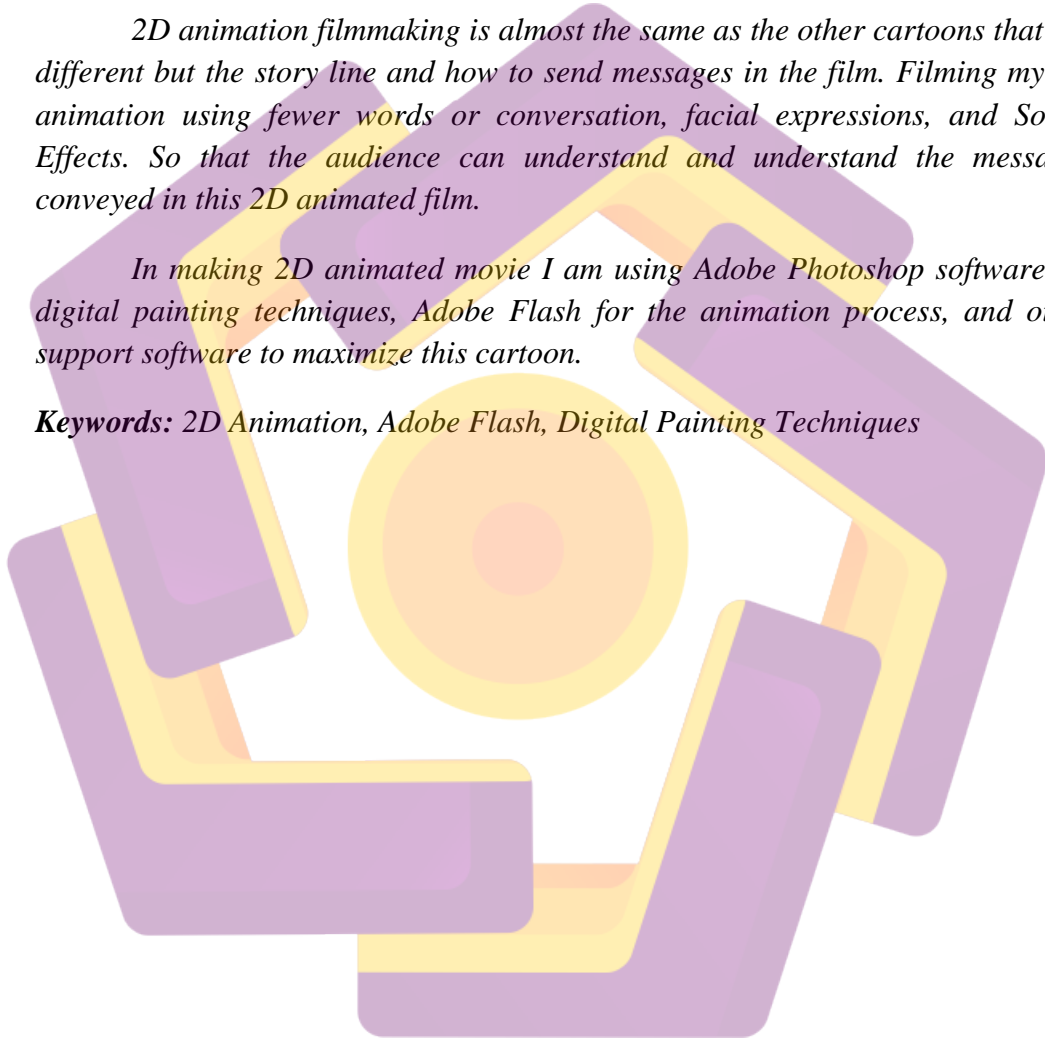 2D animation filmmaking is almost the same as the other cartoons that
different but the story line and how to send messages in the film. Filming my
animation using fewer words or conversation, facial expressions, and So
Effects. So that the audience can understand and understand the messa
conveyed in this 2D animated film.
In making 2D animated movie I am using Adobe Photoshop software
digital painting techniques, Adobe Flash for the animation process, and o
support software to maximize this cartoon.
Keywords: 2D Animation, Adobe Flash, Digital Painting Techniques